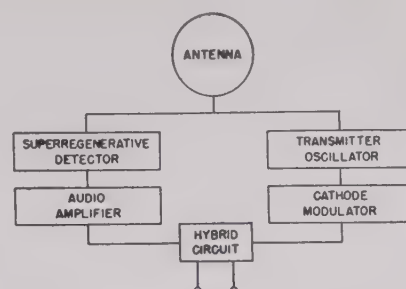 ANTENNA
SUPERREGENERATIVE
DETECTOR
TRANSMITTER
OSCILLATOR
AUDIO
AMPLIFIER
CATHODE
MODULATOR
HYBRID
CIRCUIT